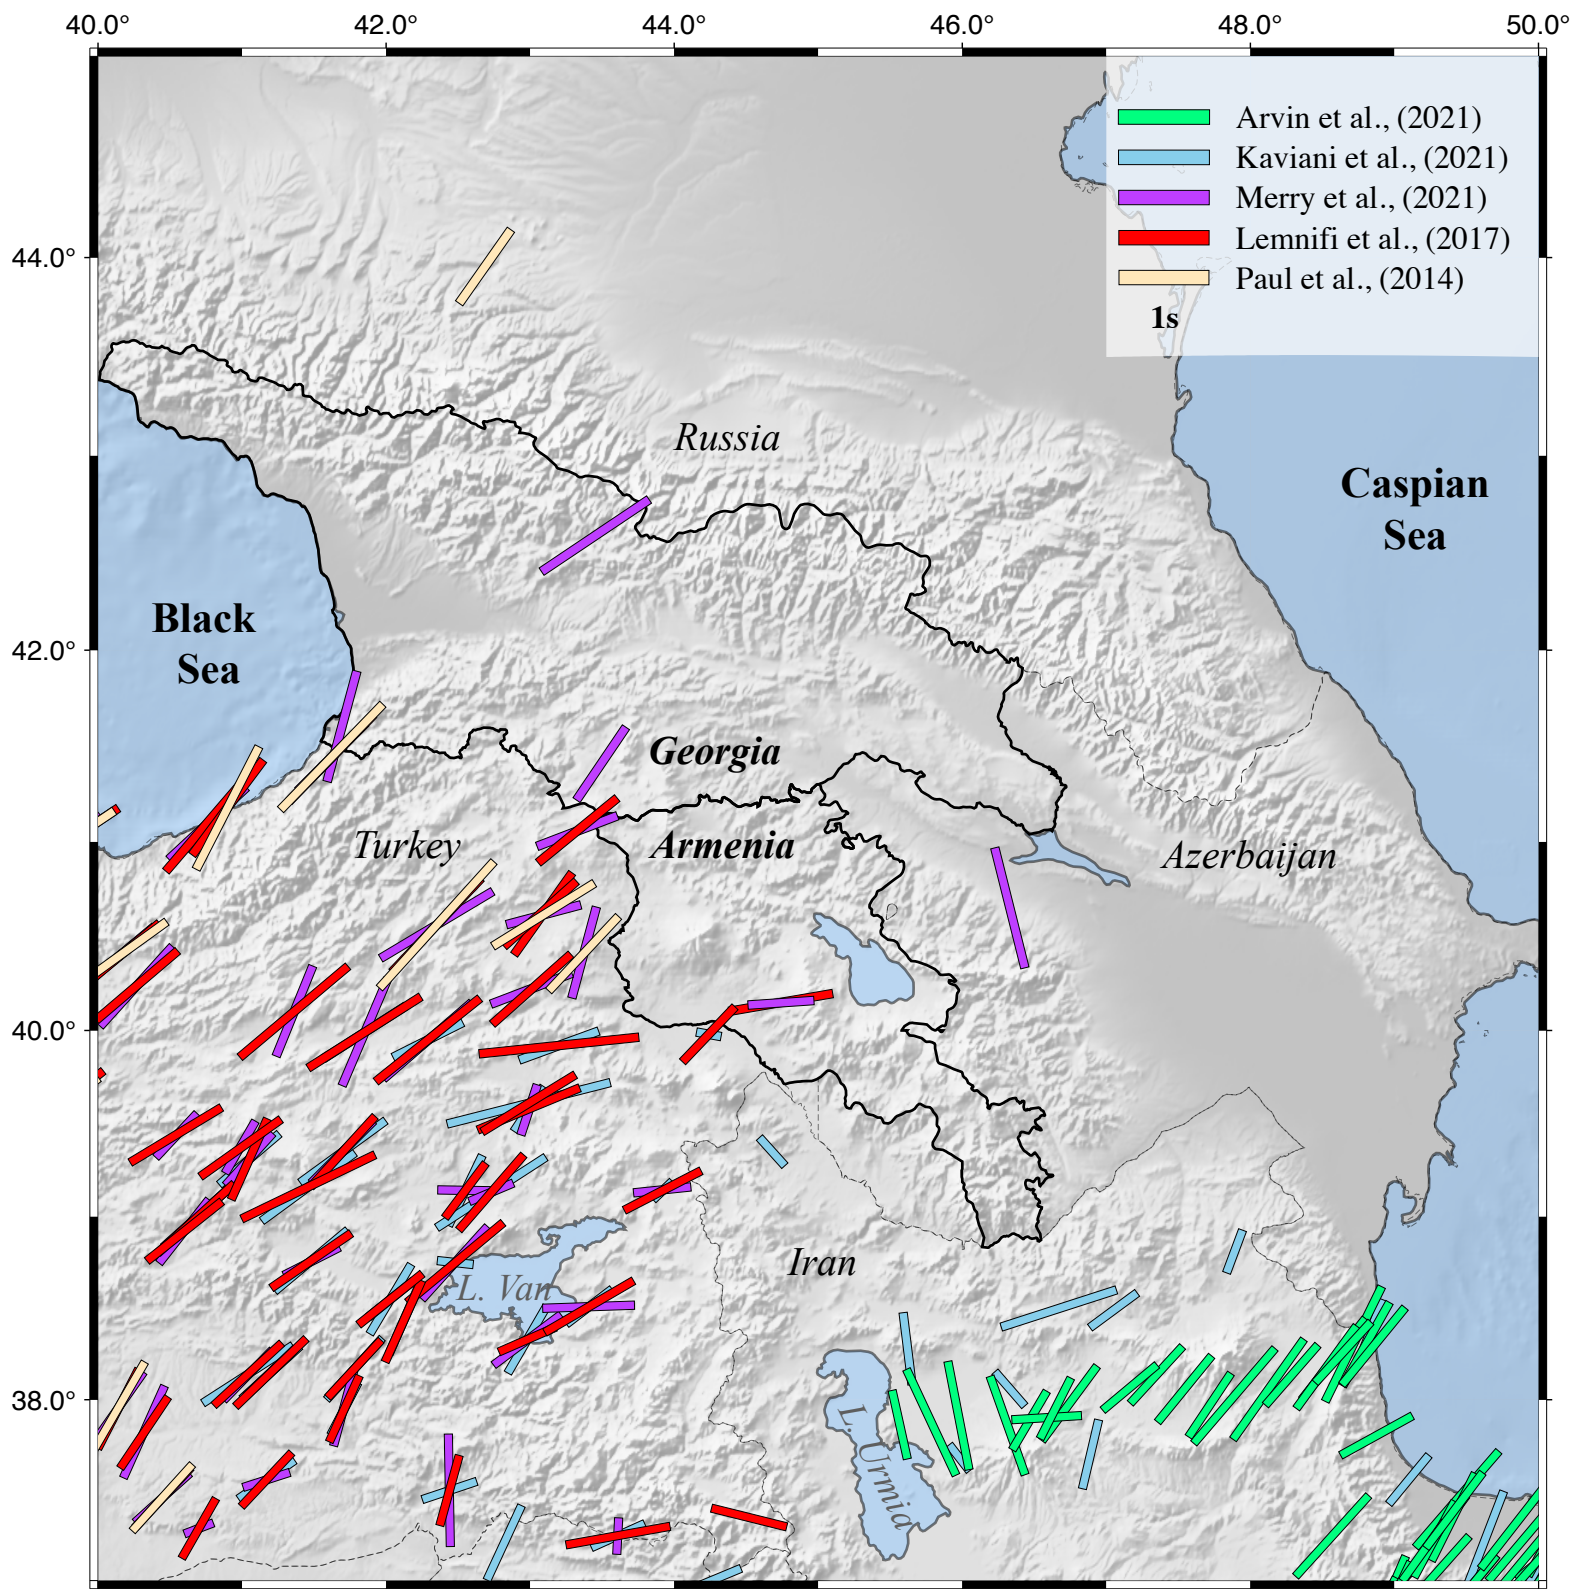 40.0°
42.0°
44.0°
46.0°
48.0°
50.0°
Arvin et al., (2021)
Kaviani et al., (2021)
Merry et al., (2021)
Lemnifi et al., (2017)
Paul et al., (2014)
1s
44.0°
Russia
Caspian
Sea
Black
Sea
42.0°
Georgia
Turkey
Armenia
Azerbaijan
40.0°
Iran
L. Van
38.0°
L. Urmia